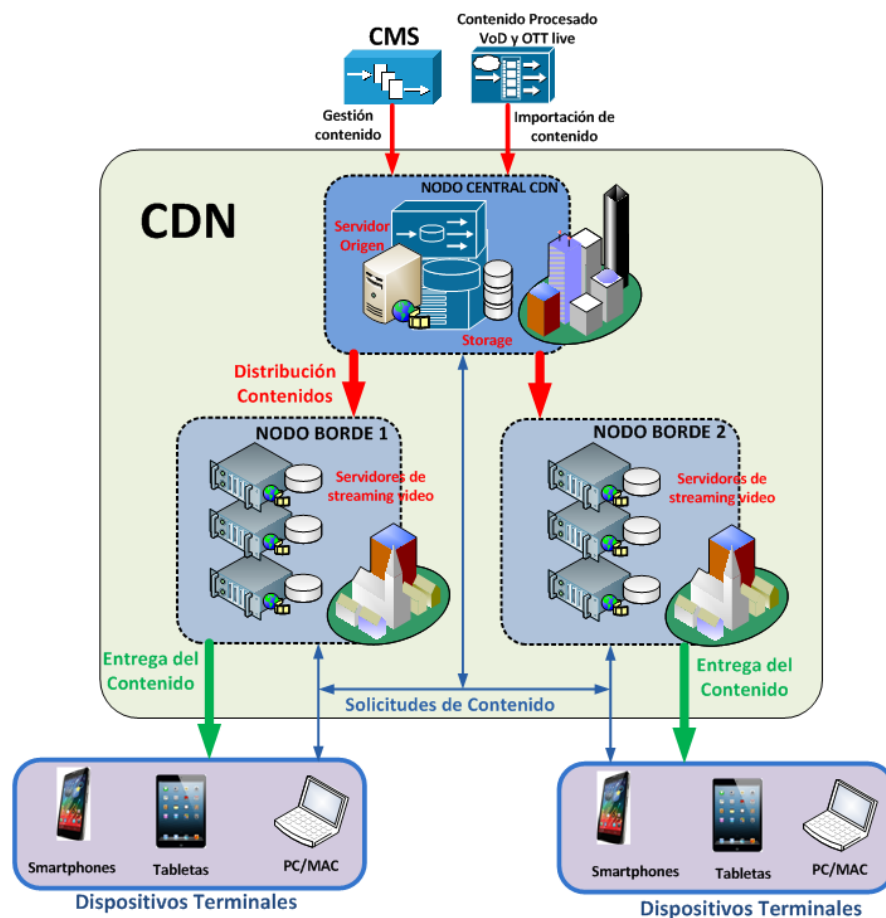 CMS
Contenido Procesado
VoD y OTT live
Gestión
contenido
Importación de
contenido
CDN
NODO CENTRAL CDN
Servidor
Origen
Storage
Distribución
Contenidos
NODO BORDE 1
Servidores de
streaming video
NODO BORDE 2
Servidores de
streaming video
Entrega del
Contenido
Solicitudes de Contenido
Entrega del
Contenido
Smartphones
Tabletas
PC/MAC
Dispositivos Terminales
Smartphones
Tabletas
PC/MAC
Dispositivos Terminales